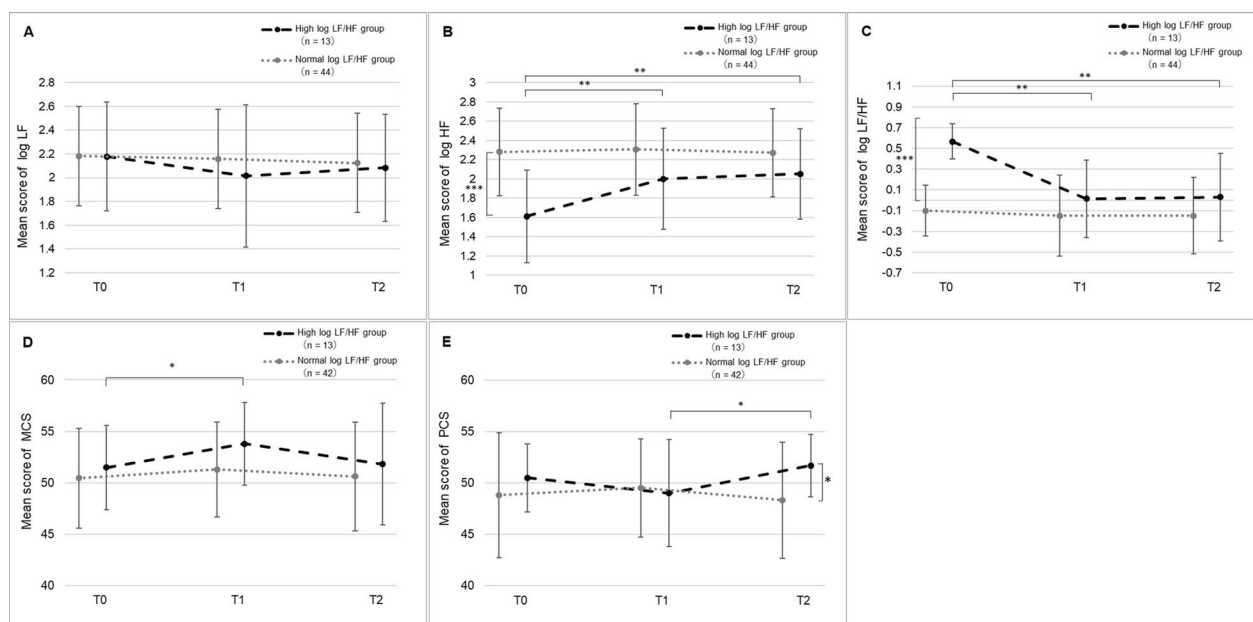 A
High log LF/HF group
(n = 13)
Normal log LF/HF group
(n = 44)
Mean score of log LF
2.8
2.6
2.4
2.2
2
1.8
1.6
1.4
1.2
T0
T1
T2
B
High log LF/HF group
(n = 13)
Normal log LF/HF group
(n = 44)
Mean score of log HF
3
2.8
2.6
2.4
2.2
2
1.8
1.6
1.4
1.2
1
**
**
***
T0
T1
T2
C
High log LF/HF group
(n = 13)
Normal log LF/HF group
(n = 44)
Mean score of log LF/HF
1.1
0.9
0.7
0.5
0.3
0.1
-0.1
-0.3
-0.5
-0.7
**
**
***
T0
T1
T2
D
High log LF/HF group
(n = 13)
Normal log LF/HF group
(n = 42)
Mean score of MCS
60
55
50
45
40
*
T0
T1
T2
E
High log LF/HF group
(n = 13)
Normal log LF/HF group
(n = 42)
Mean score of PCS
60
55
50
45
40
*
*
T0
T1
T2